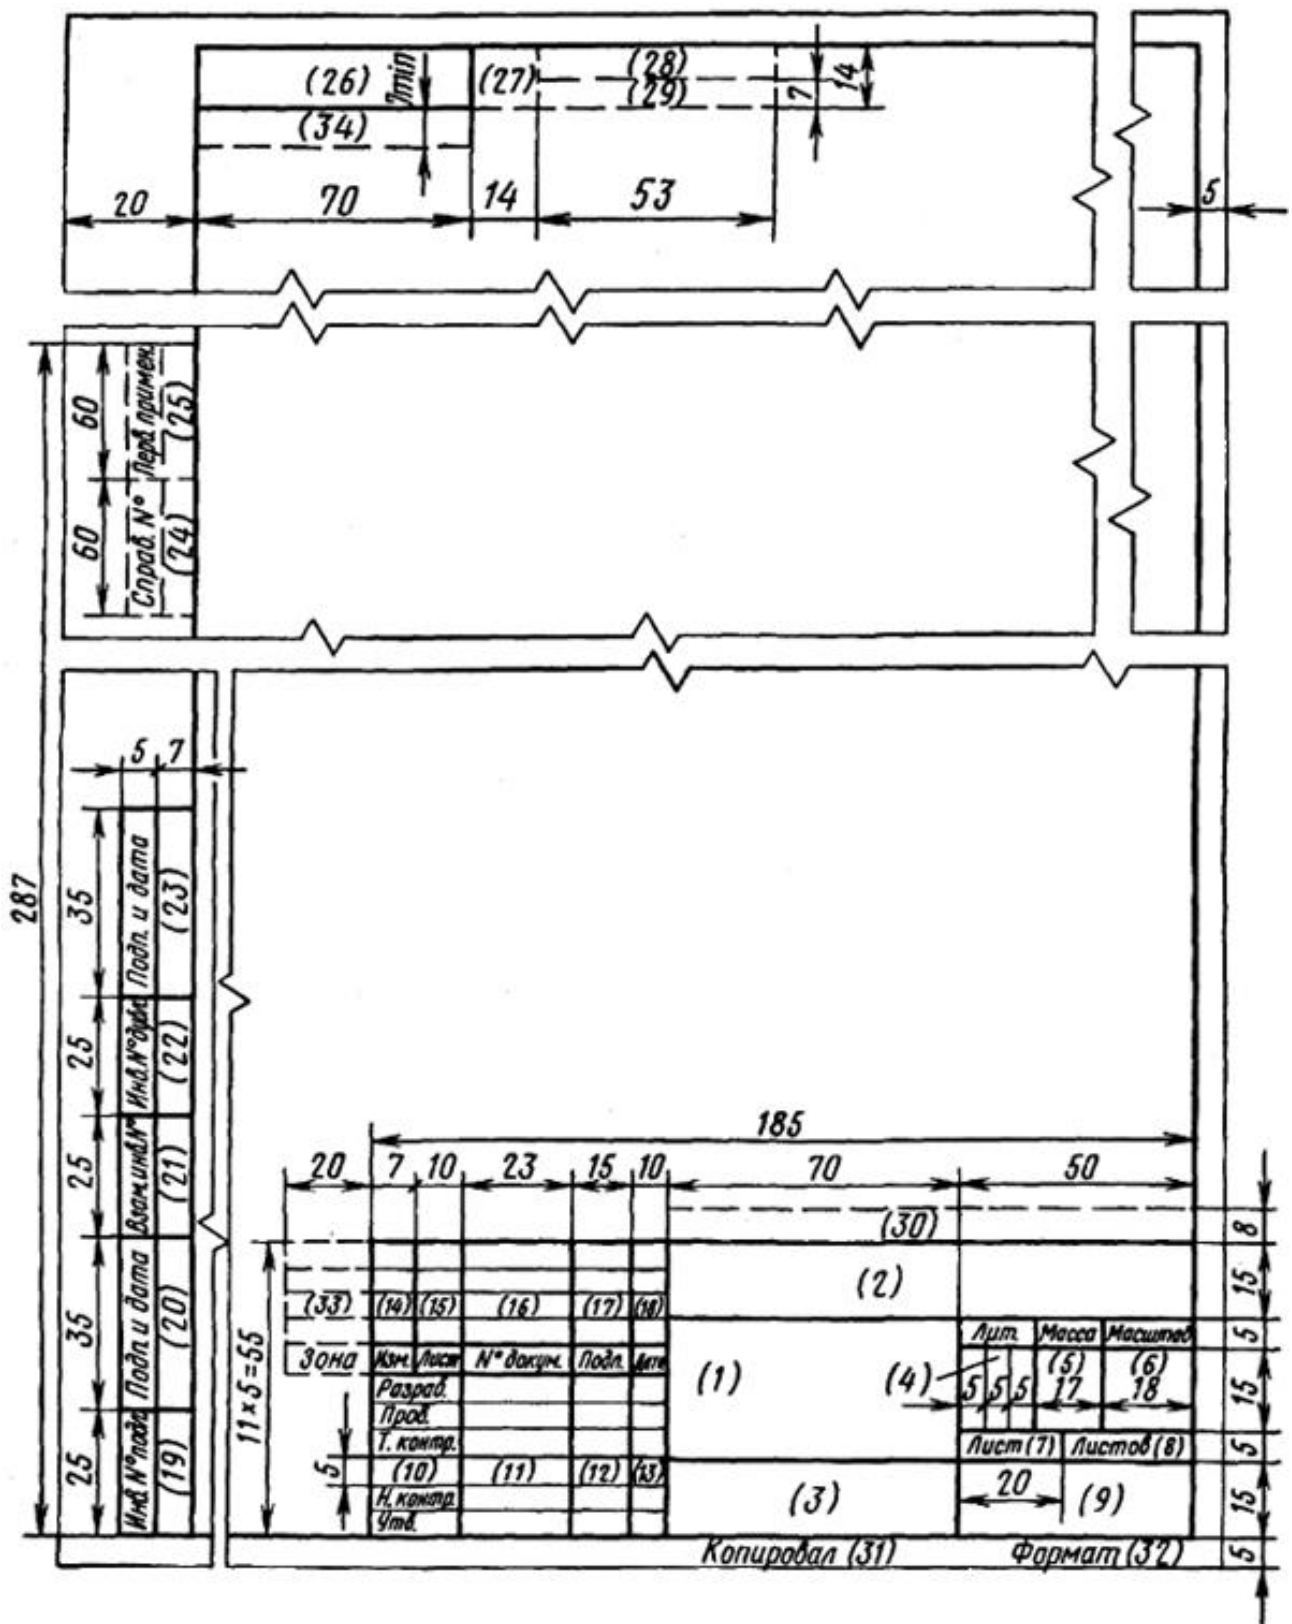 (26) 7min (27) (28)
(29) 7 14
(34)
20 70 14 53 5
60 Перв. примен. (25)
60 Справ. N° (24)
5 7
287
35 Подп. и дата (23)
25 Инв.N°дубл. (22)
25 Взам.инв.N° (21)
35 Подп. и дата (20)
25 Инв.N°подл. (19)
185
20 7 10 23 15 10 70 50
(30) 8
(2) 15
(33) (14) (15) (16) (17) (18)
Лит. Масса Масштаб 5
Зона Изм. Лист N° докум. Подп. Дата
(1) (4) (5) (6)
5 5 5 17 18 15
11×5=55
Разраб.
Пров.
Т. контр. Лист (7) Листов (8) 5
5 (10) (11) (12) (13)
(3) 20 (9) 15
Н. контр.
Утв.
Копировал (31) Формат (32) 5